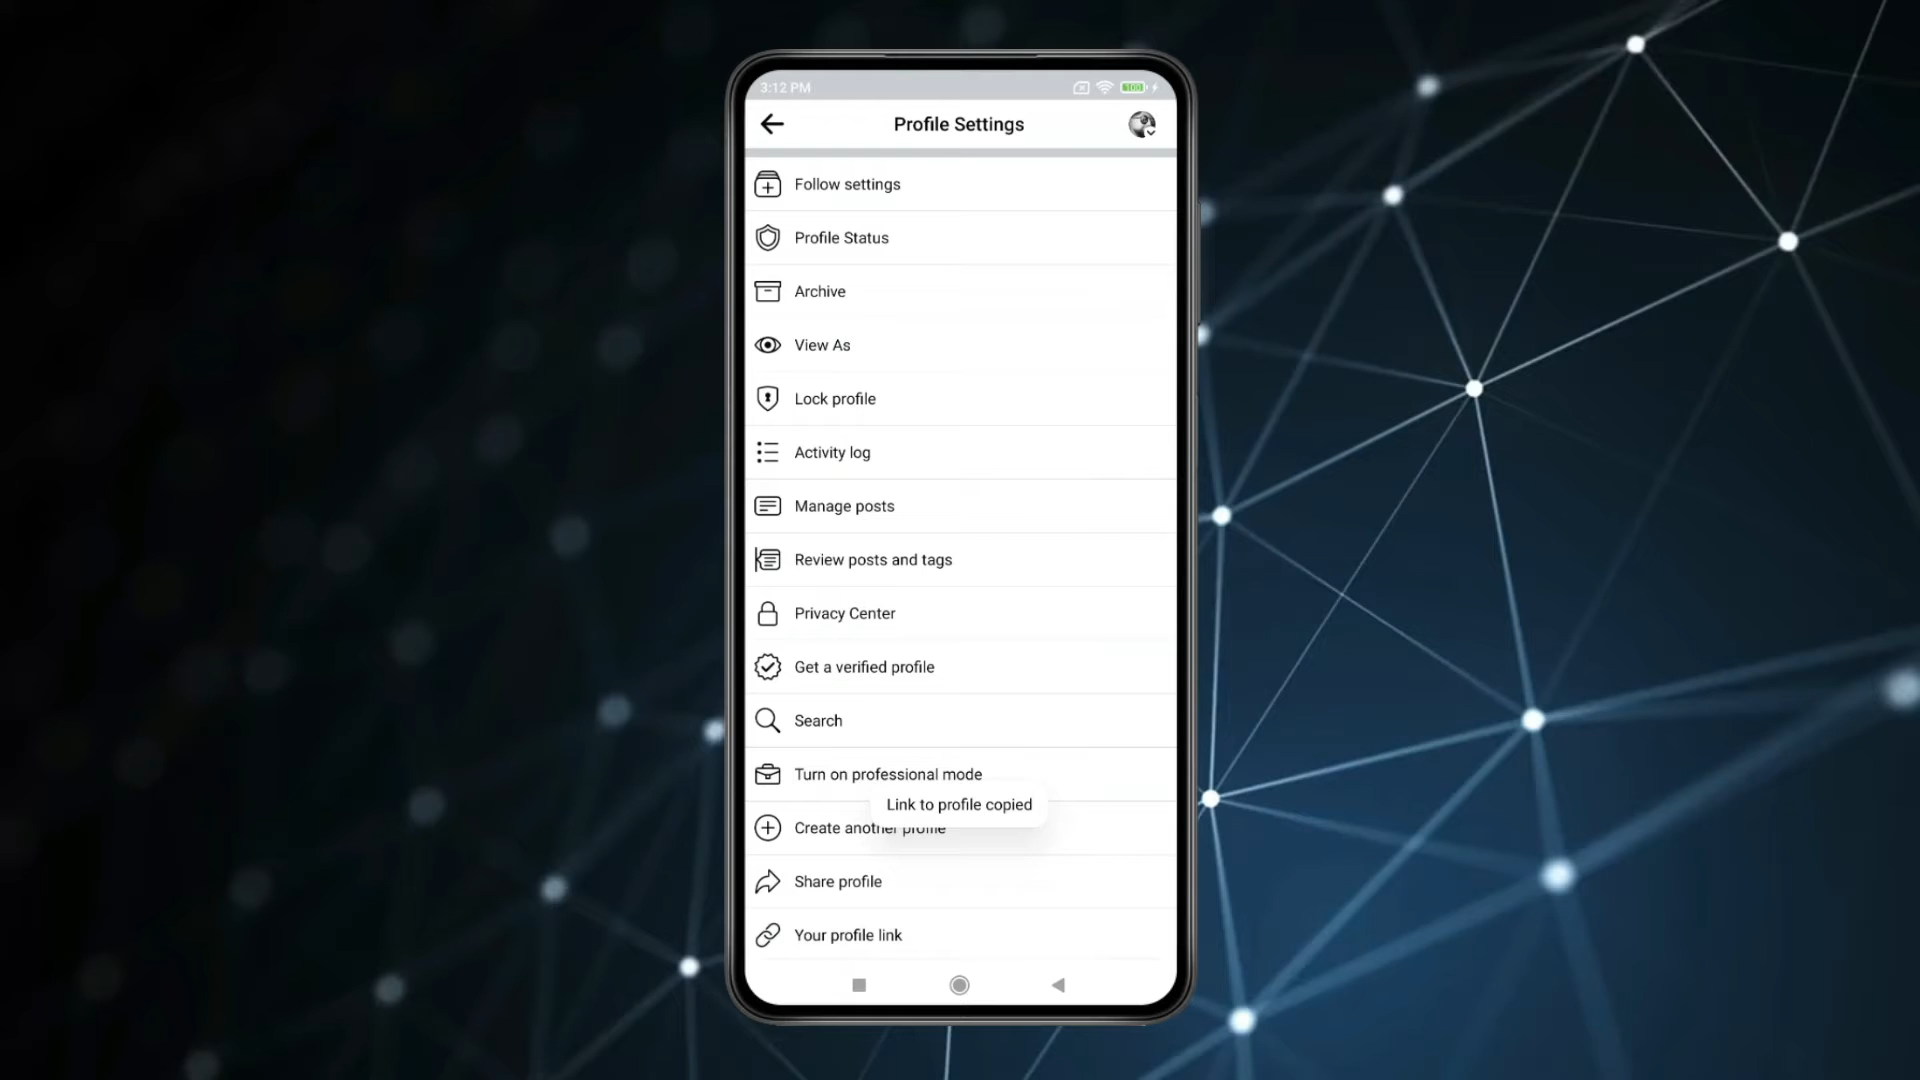 3:12 PM
100
Profile Settings
Follow settings
Profile Status
Archive
View As
Lock profile
Activity log
Manage posts
Review posts and tags
Privacy Center
Get a verified profile
Search
Turn on professional mode
Link to profile copied
Create another profile
Share profile
Your profile link